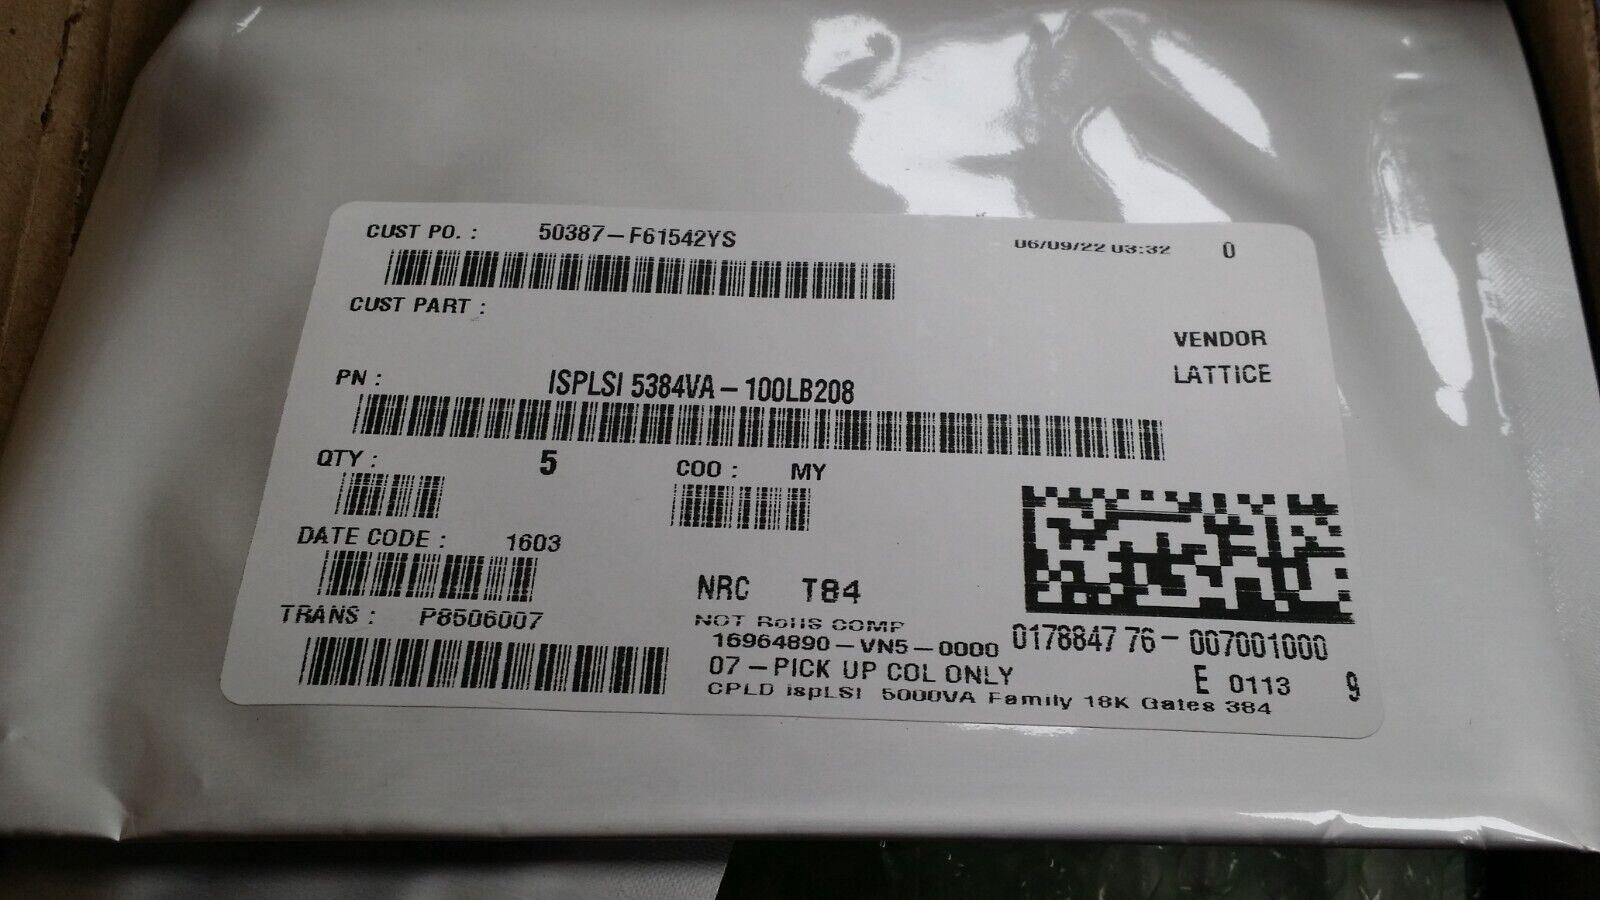 CUST PO. : 50387-F61542YS 06/09/22 03:32 0
CUST PART :
VENDOR
LATTICE
PN : ISPLSI 5384VA-100LB208
QTY : 5 COO : MY
DATE CODE : 1603
NRC T84
TRANS : P8506007
NOT RoHS COMP
16964890-VN5-0000
0178847 76-007001000
07-PICK UP COL ONLY
E 0113 9
CPLD ispLSI 5000VA Family 18K Gates 384